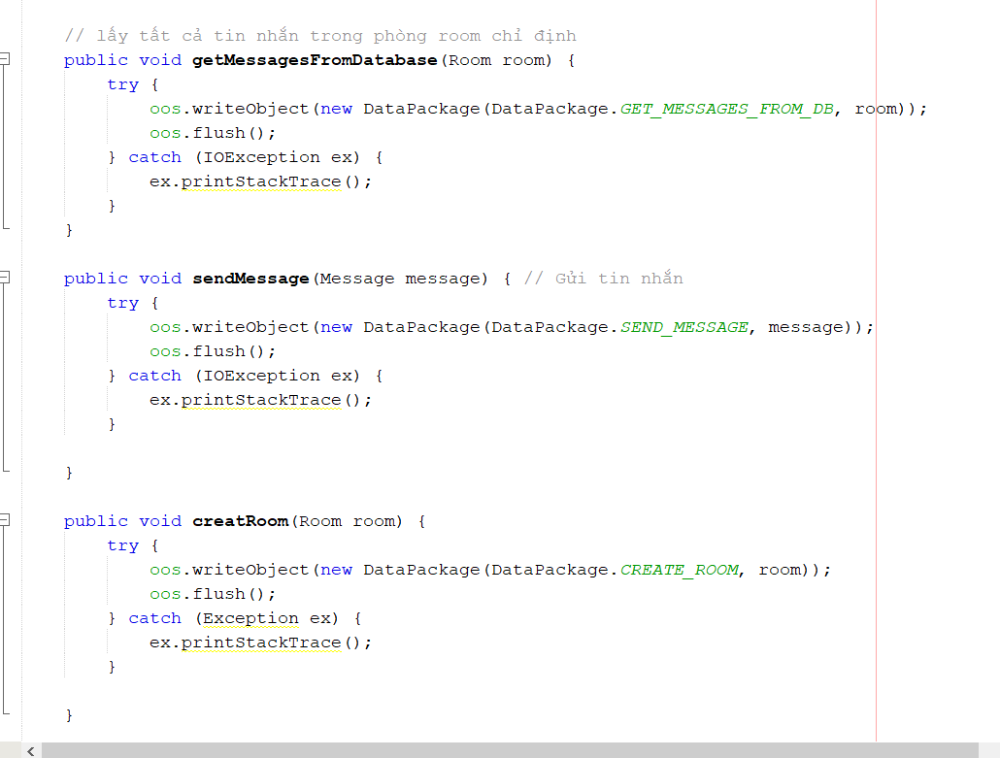 // lấy tất cả tin nhắn trong phòng room chỉ định
public void getMessagesFromDatabase(Room room) {
try {
oos.writeObject(new DataPackage(DataPackage.GET_MESSAGES_FROM_DB, room));
oos.flush();
} catch (IOException ex) {
ex.printStackTrace();
}
}
public void sendMessage(Message message) { // Gửi tin nhắn
try {
oos.writeObject(new DataPackage(DataPackage.SEND_MESSAGE, message));
oos.flush();
} catch (IOException ex) {
ex.printStackTrace();
}
}
public void creatRoom(Room room) {
try {
oos.writeObject(new DataPackage(DataPackage.CREATE_ROOM, room));
oos.flush();
} catch (Exception ex) {
ex.printStackTrace();
}
}